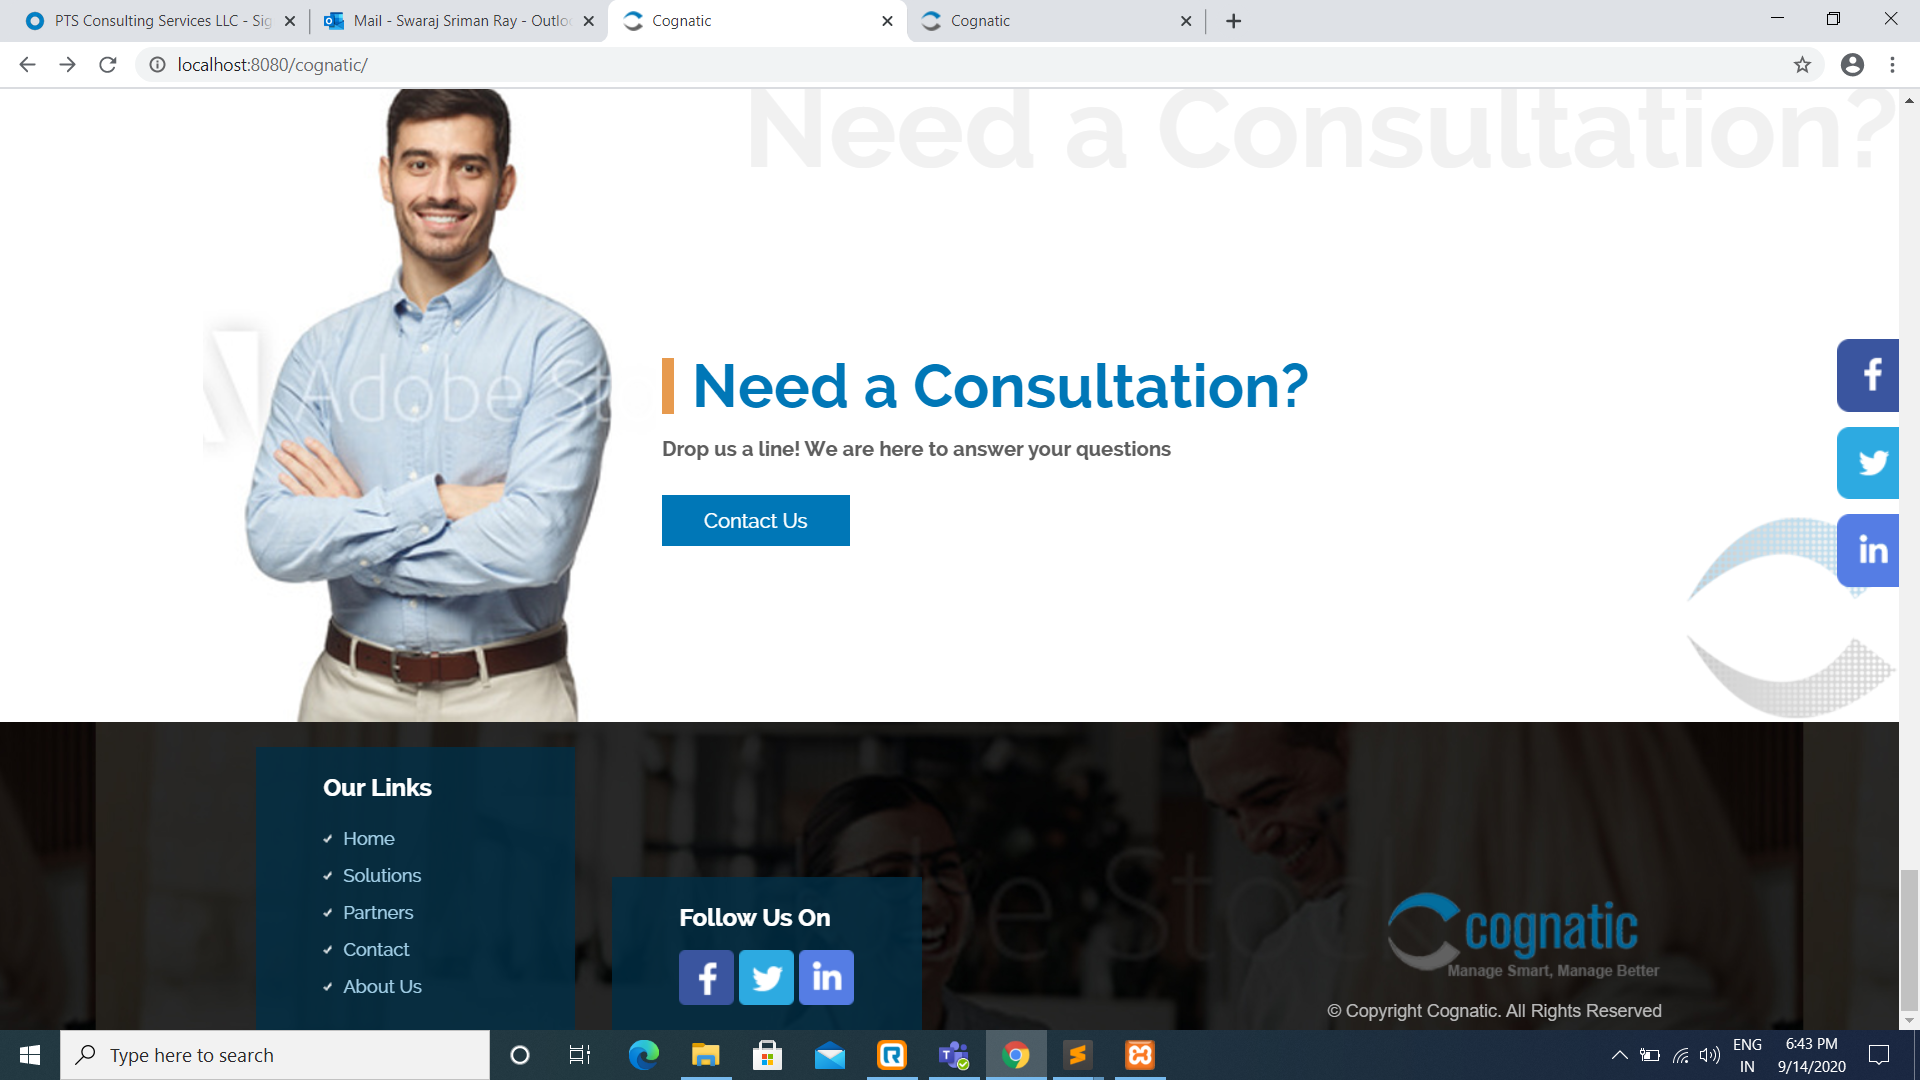 PTS Consulting Services LLC - Sig
Mail - Swaraj Sriman Ray - Outlo
Cognatic
Cognatic
localhost:8080/cognatic/
Need a Consultation?
Adobe St
Need a Consultation?
Drop us a line! We are here to answer your questions
Contact Us
Our Links
Home
Solutions
Partners
Contact
About Us
Follow Us On
cognatic
Manage Smart, Manage Better
© Copyright Cognatic. All Rights Reserved
Type here to search
ENG
IN
6:43 PM
9/14/2020